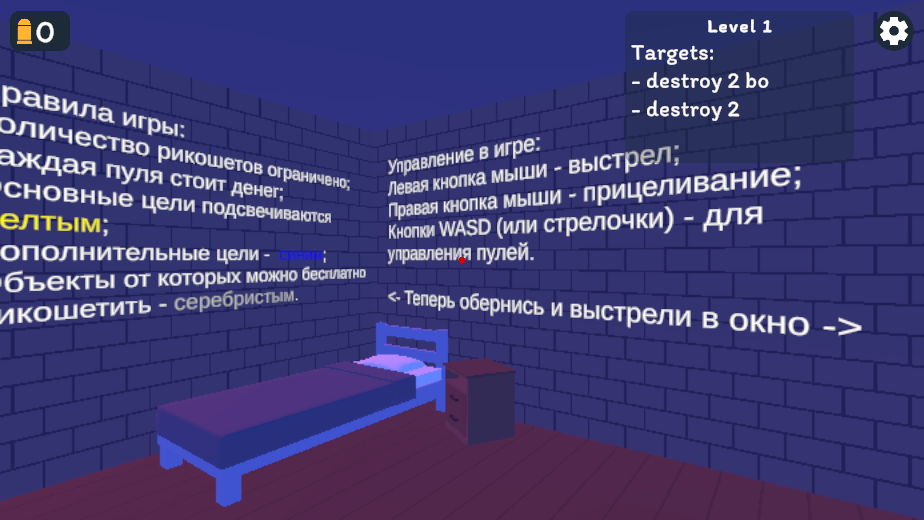 0
Level 1
Targets:
- destroy 2 bo
- destroy 2
равила игры:
оличество рикошетов ограничено;
аждая пуля стоит денег;
сновные цели подсвечиваются
елтым;
ополнительные цели - синим;
бъекты от которых можно бесплатно
икошетить - серебристым.
Управление в игре:
Левая кнопка мыши - выстрел;
Правая кнопка мыши - прицеливание;
Кнопки WASD (или стрелочки) - для
управления пулей.
<- Теперь обернись и выстрели в окно ->